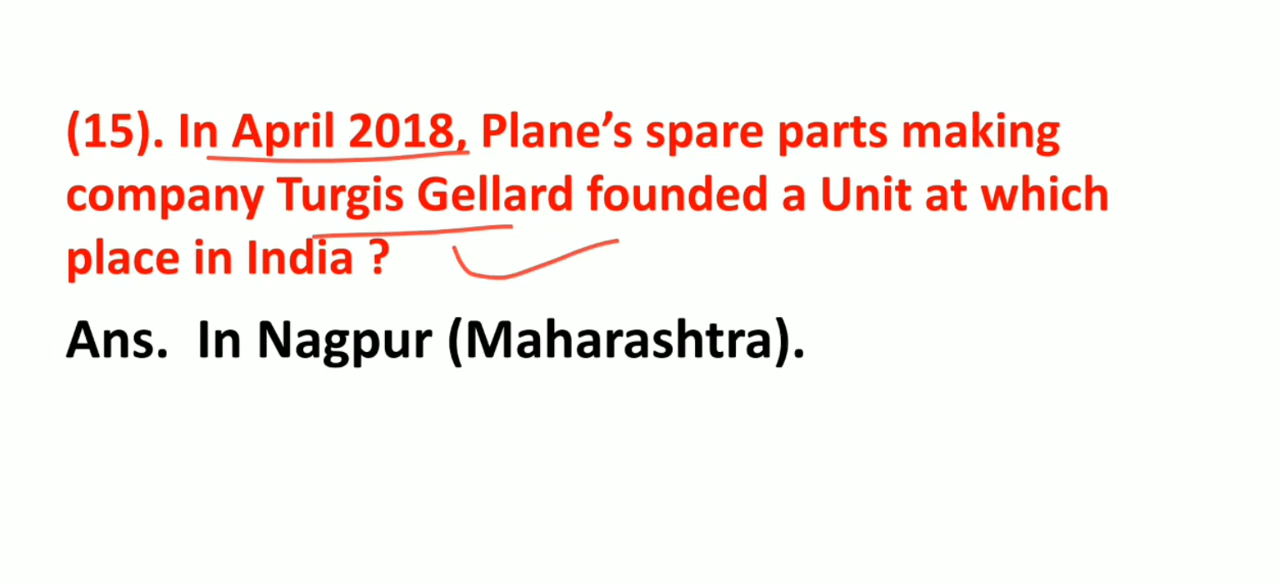 (15). In April 2018, Plane’s spare parts making
company Turgis Gellard founded a Unit at which
place in India ?
Ans.  In Nagpur (Maharashtra).